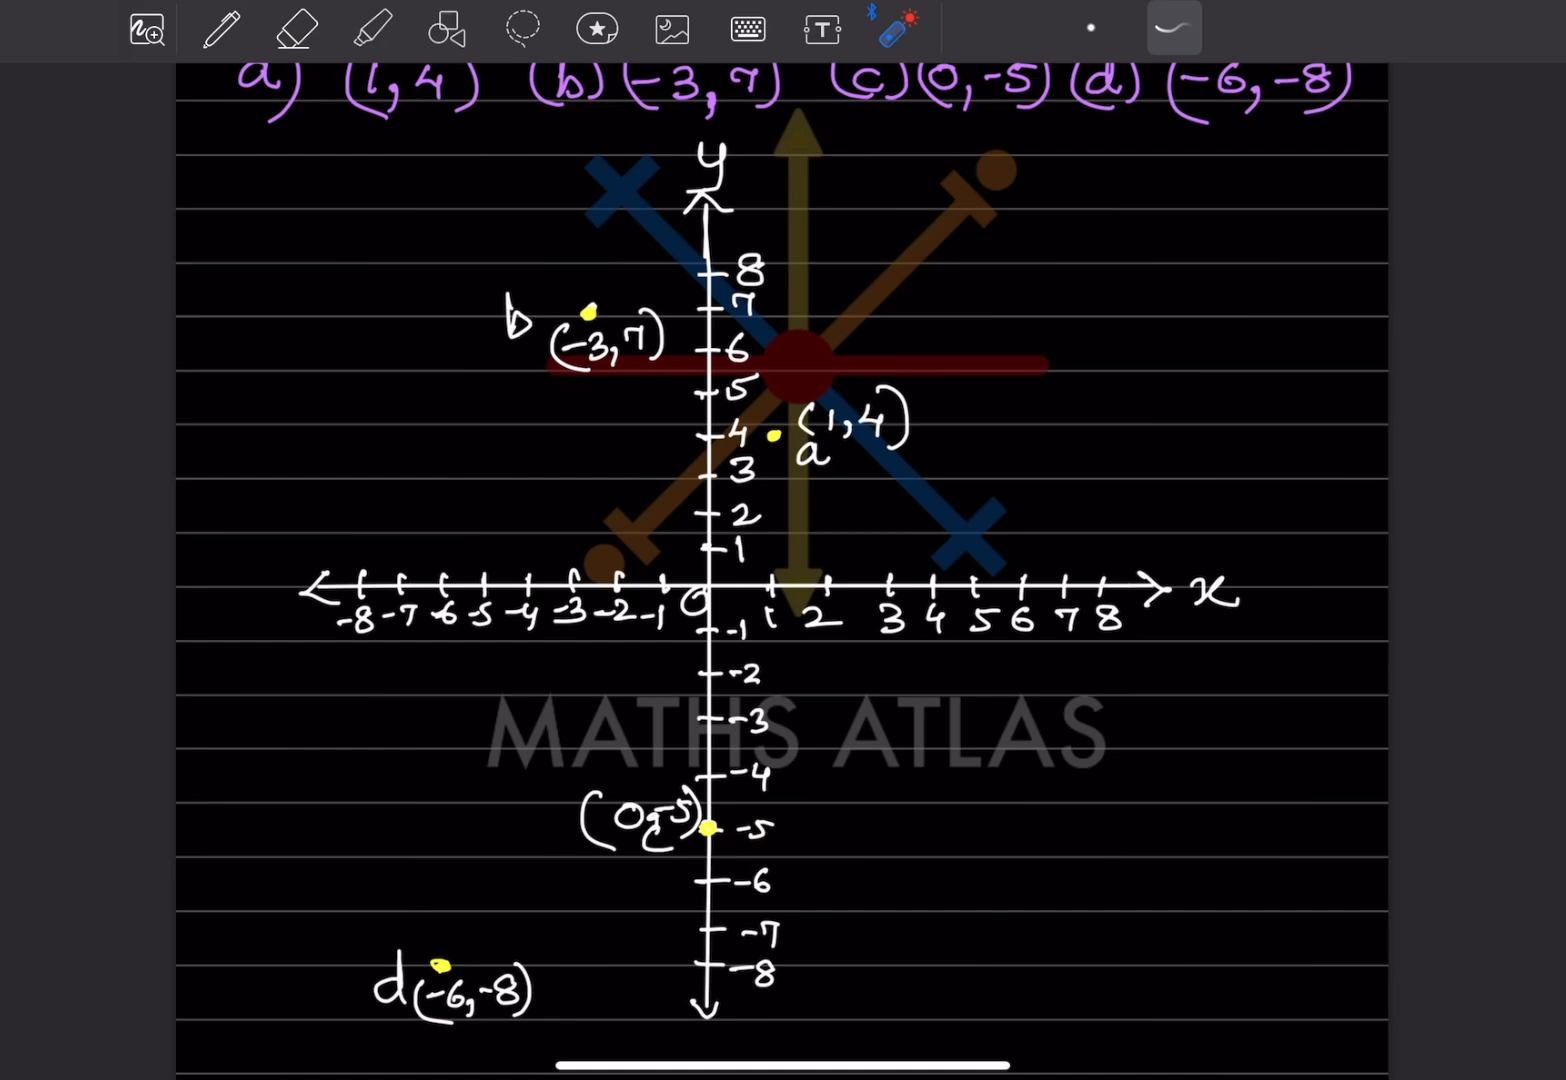 a) (1,4) (b) (-3,7) (c) (0,-5) (d) (-6,-8)
y
8
b
7
(-3,7)
6
5
(1,4)
4
a
3
2
1
-8 -7 -6 -5 -4 -3 -2 -1 0 1 2 3 4 5 6 7 8 x
-1
-2
MATHS ATLAS
-3
-4
(0,-5)
c
-5
-6
-7
-8
d (-6,-8)
T